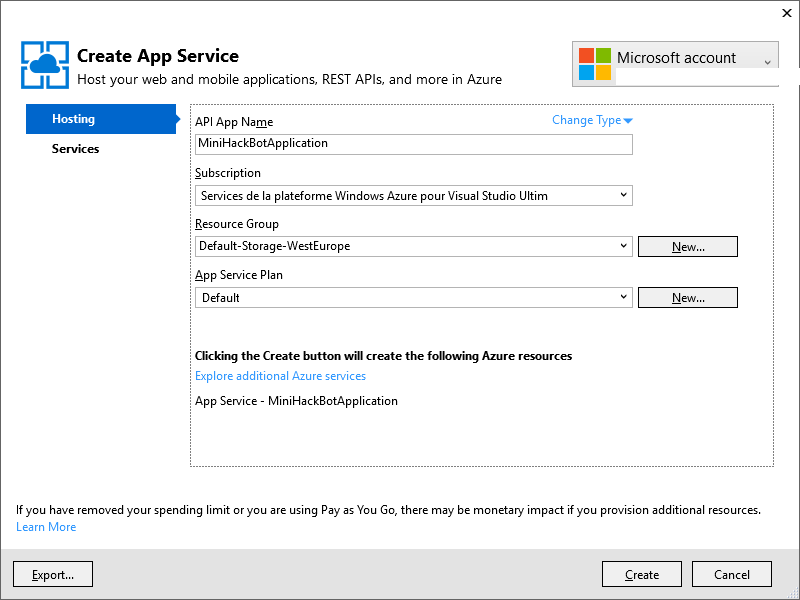 Create App Service
Host your web and mobile applications, REST APIs, and more in Azure
Microsoft account
Hosting
Services
API App Name
Change Type
MiniHackBotApplication
Subscription
Services de la plateforme Windows Azure pour Visual Studio Ultim
Resource Group
Default-Storage-WestEurope
New...
App Service Plan
Default
New...
Clicking the Create button will create the following Azure resources
Explore additional Azure services
App Service - MiniHackBotApplication
If you have removed your spending limit or you are using Pay as You Go, there may be monetary impact if you provision additional resources.
Learn More
Export...
Create
Cancel